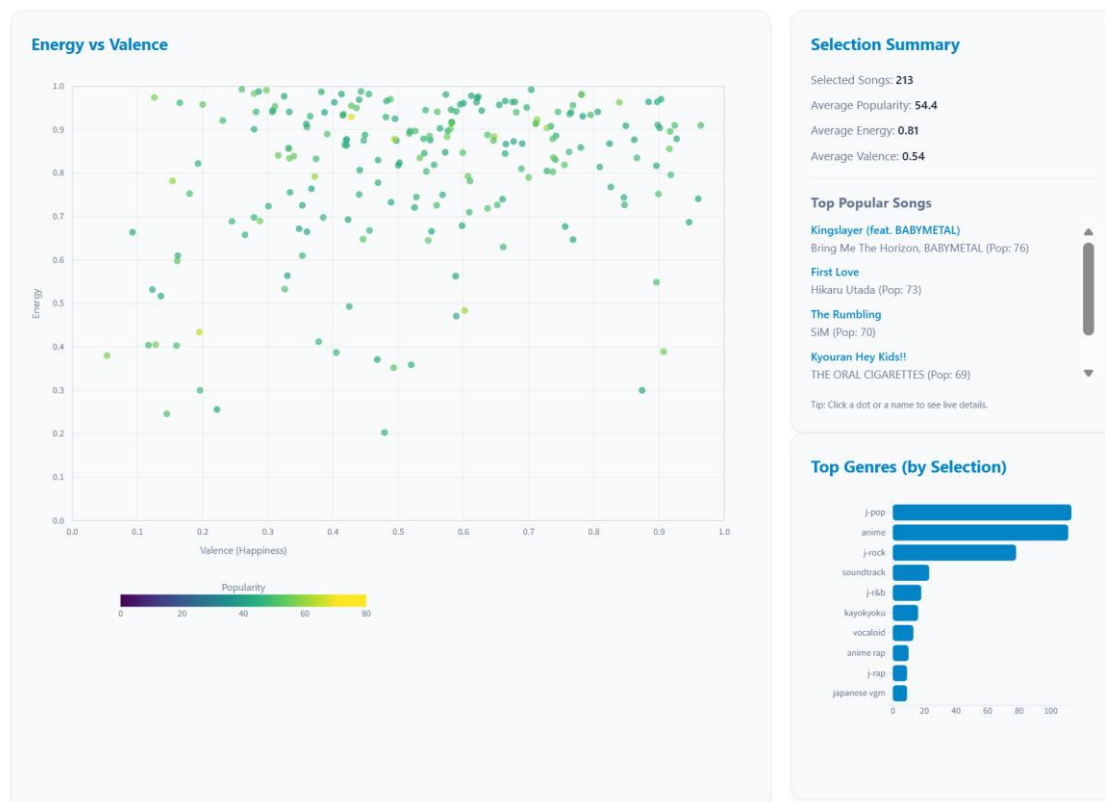 Energy vs Valence
1.0
0.9
0.8
0.7
0.6
0.5
0.4
0.3
0.2
0.1
0.0
Energy
0.0 0.1 0.2 0.3 0.4 0.5 0.6 0.7 0.8 0.9 1.0
Valence (Happiness)
Popularity
0 20 40 60 80
Selection Summary
Selected Songs: 213
Average Popularity: 54.4
Average Energy: 0.81
Average Valence: 0.54
Top Popular Songs
Kingslayer (feat. BABYMETAL)
Bring Me The Horizon, BABYMETAL (Pop: 76)
First Love
Hikaru Utada (Pop: 73)
The Rumbling
SiM (Pop: 70)
Kyouran Hey Kids!!
THE ORAL CIGARETTES (Pop: 69)
Tip: Click a dot or a name to see live details.
Top Genres (by Selection)
j-pop
anime
j-rock
soundtrack
j-r&b
kayokyoku
vocaloid
anime rap
j-rap
japanese vgm
0 20 40 60 80 100